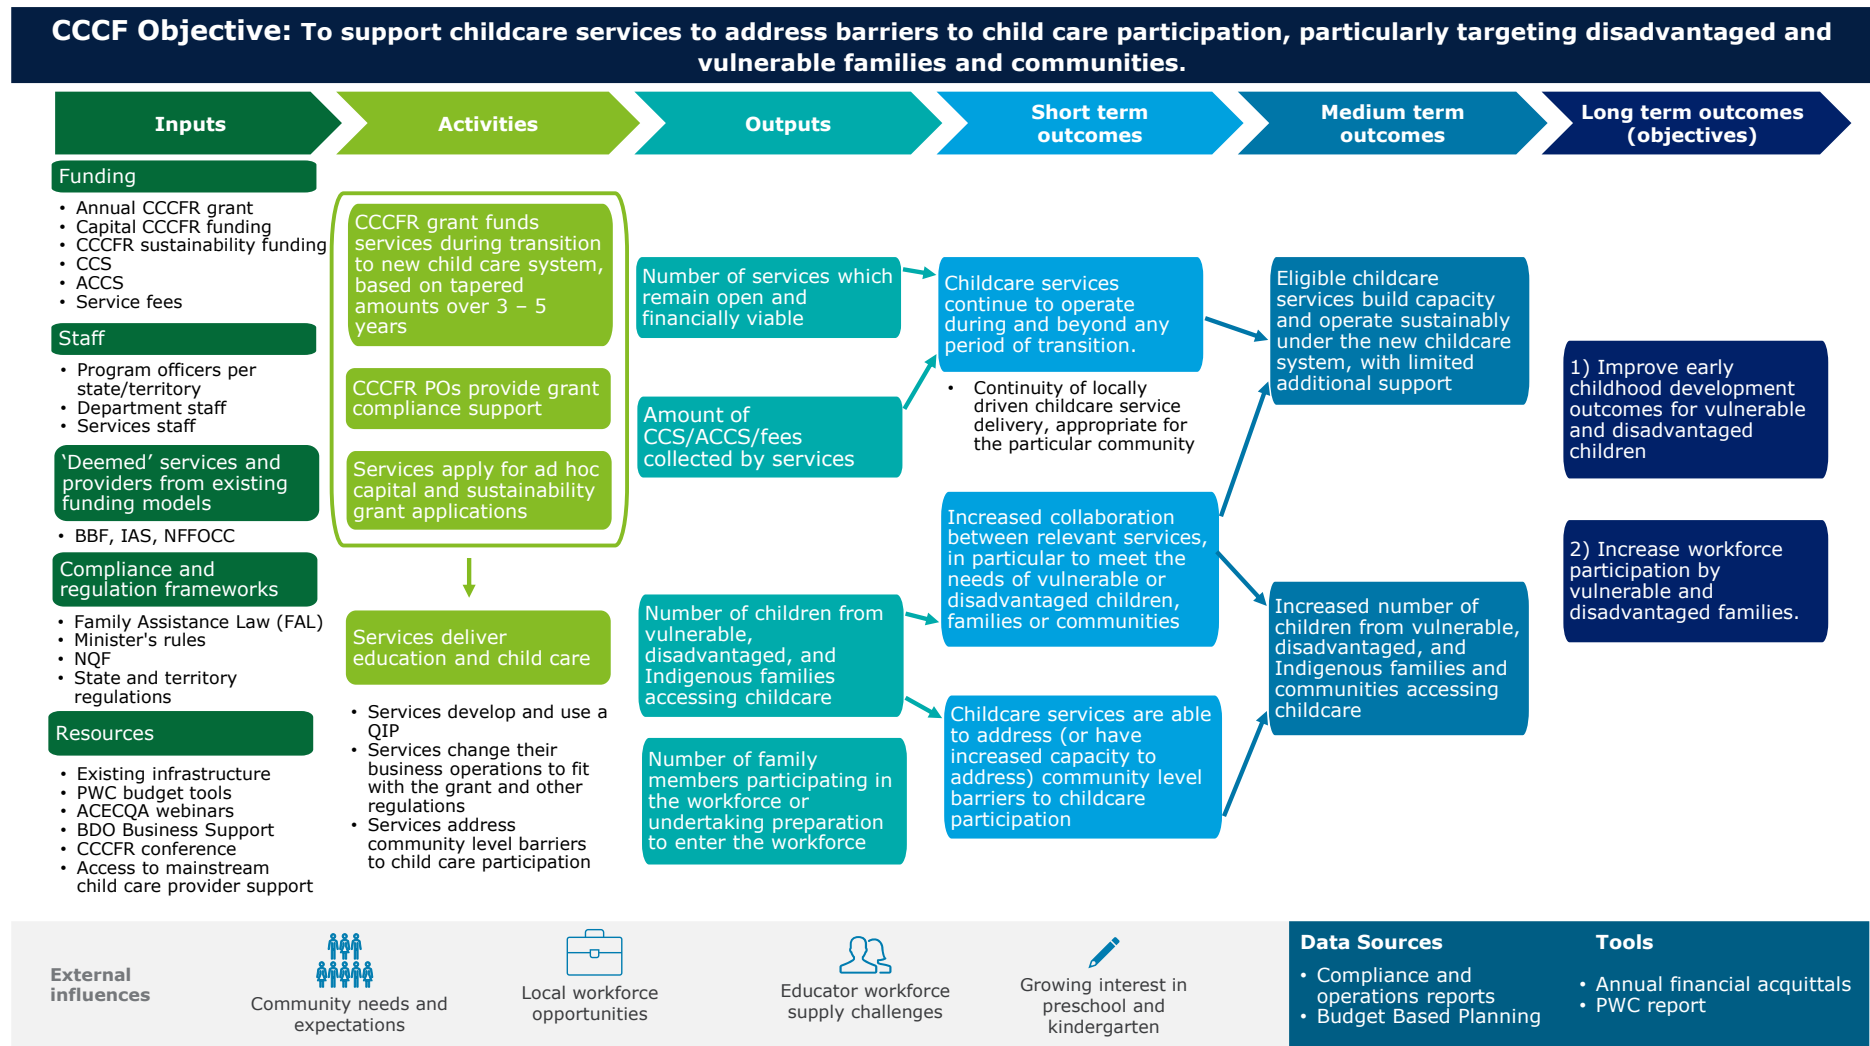 CCCF Objective: To support childcare services to address barriers to child care participation, particularly targeting disadvantaged and
vulnerable families and communities.
Inputs
Activities
Outputs
Short term
outcomes
Medium term
outcomes
Long term outcomes
(objectives)
Funding
• Annual CCCFR grant
• Capital CCCFR funding
• CCCFR sustainability funding
• CCS
• ACCS
• Service fees
Staff
• Program officers per
state/territory
• Department staff
• Services staff
‘Deemed’ services and
providers from existing
funding models
• BBF, IAS, NFFOCC
Compliance and
regulation frameworks
• Family Assistance Law (FAL)
• Minister's rules
• NQF
• State and territory
regulations
Resources
• Existing infrastructure
• PWC budget tools
• ACECQA webinars
• BDO Business Support
• CCCFR conference
• Access to mainstream
child care provider support
CCCFR grant funds
services during transition
to new child care system,
based on tapered
amounts over 3 – 5
years
CCCFR POs provide grant
compliance support
Services apply for ad hoc
capital and sustainability
grant applications
Services deliver
education and child care
• Services develop and use a
QIP
• Services change their
business operations to fit
with the grant and other
regulations
• Services address
community level barriers
to child care participation
Number of services which
remain open and
financially viable
Amount of
CCS/ACCS/fees
collected by services
Number of children from
vulnerable,
disadvantaged, and
Indigenous families
accessing childcare
Number of family
members participating in
the workforce or
undertaking preparation
to enter the workforce
Childcare services
continue to operate
during and beyond any
period of transition.
• Continuity of locally
driven childcare service
delivery, appropriate for
the particular community
Increased collaboration
between relevant services,
in particular to meet the
needs of vulnerable or
disadvantaged children,
families or communities
Childcare services are able
to address (or have
increased capacity to
address) community level
barriers to childcare
participation
Eligible childcare
services build capacity
and operate sustainably
under the new childcare
system, with limited
additional support
Increased number of
children from vulnerable,
disadvantaged, and
Indigenous families and
communities accessing
childcare
1) Improve early
childhood development
outcomes for vulnerable
and disadvantaged
children
2) Increase workforce
participation by
vulnerable and
disadvantaged families.
External
influences
Community needs and
expectations
Local workforce
opportunities
Educator workforce
supply challenges
Growing interest in
preschool and
kindergarten
Data Sources
• Compliance and
operations reports
• Budget Based Planning
Tools
• Annual financial acquittals
• PWC report